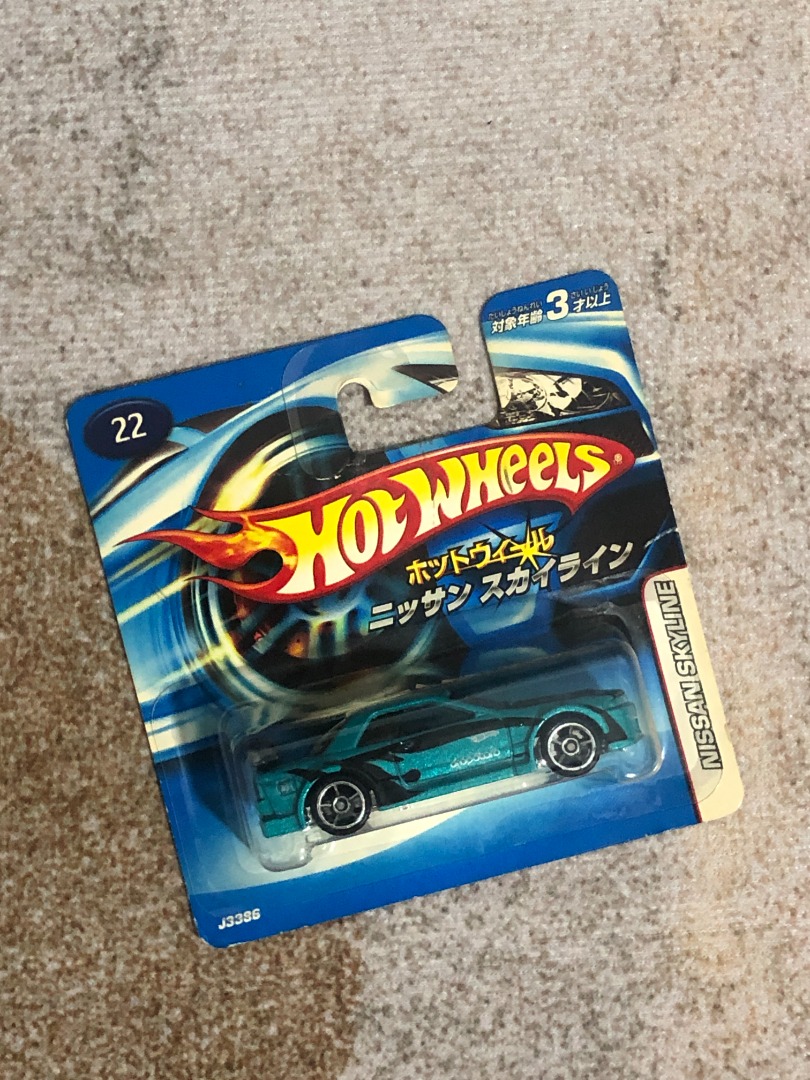 22
たいしょうねんれい さいいじょう
対象年齢3才以上
HOT WHEELS®
ホットウィール
ニッサン スカイライン
NISSAN SKYLINE
J3386